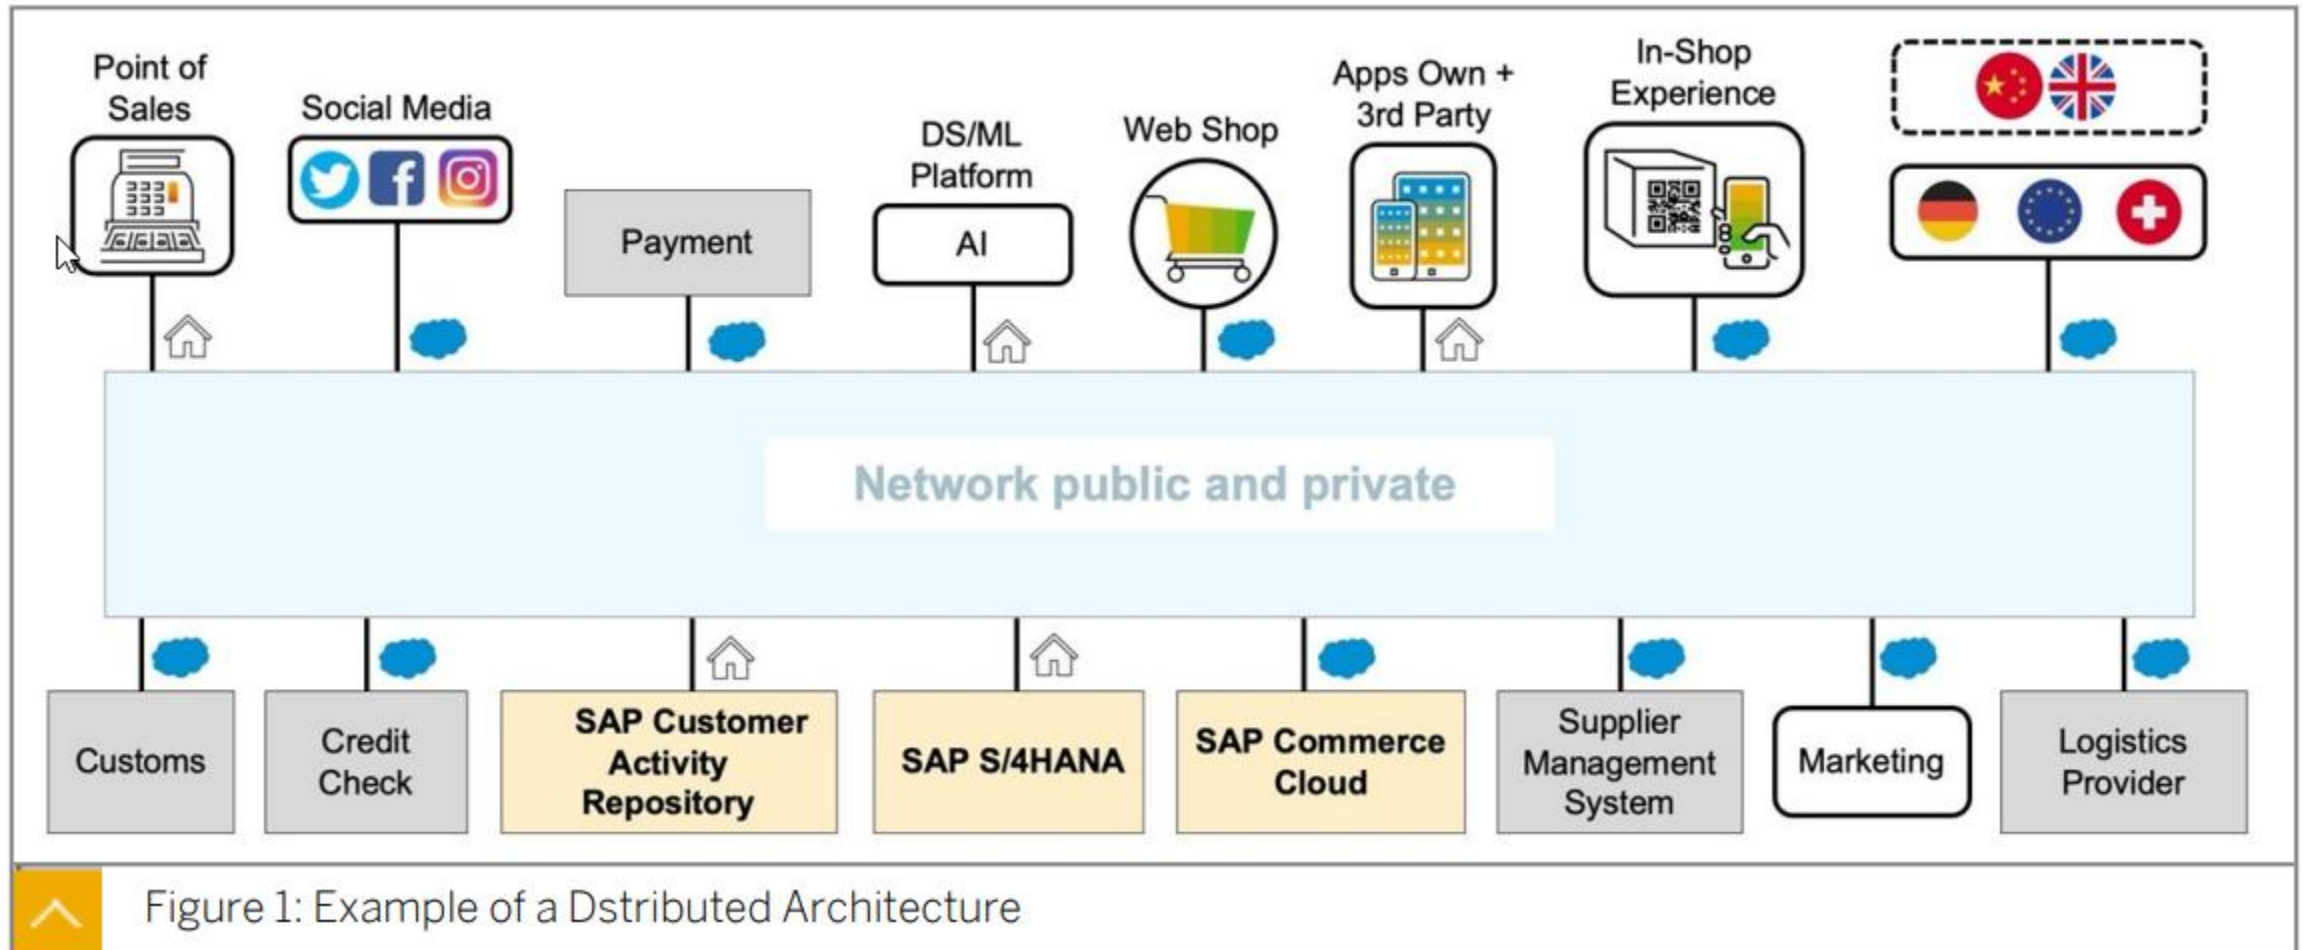 Point of
Sales
Social Media
Payment
DS/ML
Platform
AI
Web Shop
Apps Own +
3rd Party
In-Shop
Experience
Network public and private
Customs
Credit
Check
SAP Customer
Activity
Repository
SAP S/4HANA
SAP Commerce
Cloud
Supplier
Management
System
Marketing
Logistics
Provider
Figure 1: Example of a Dstributed Architecture